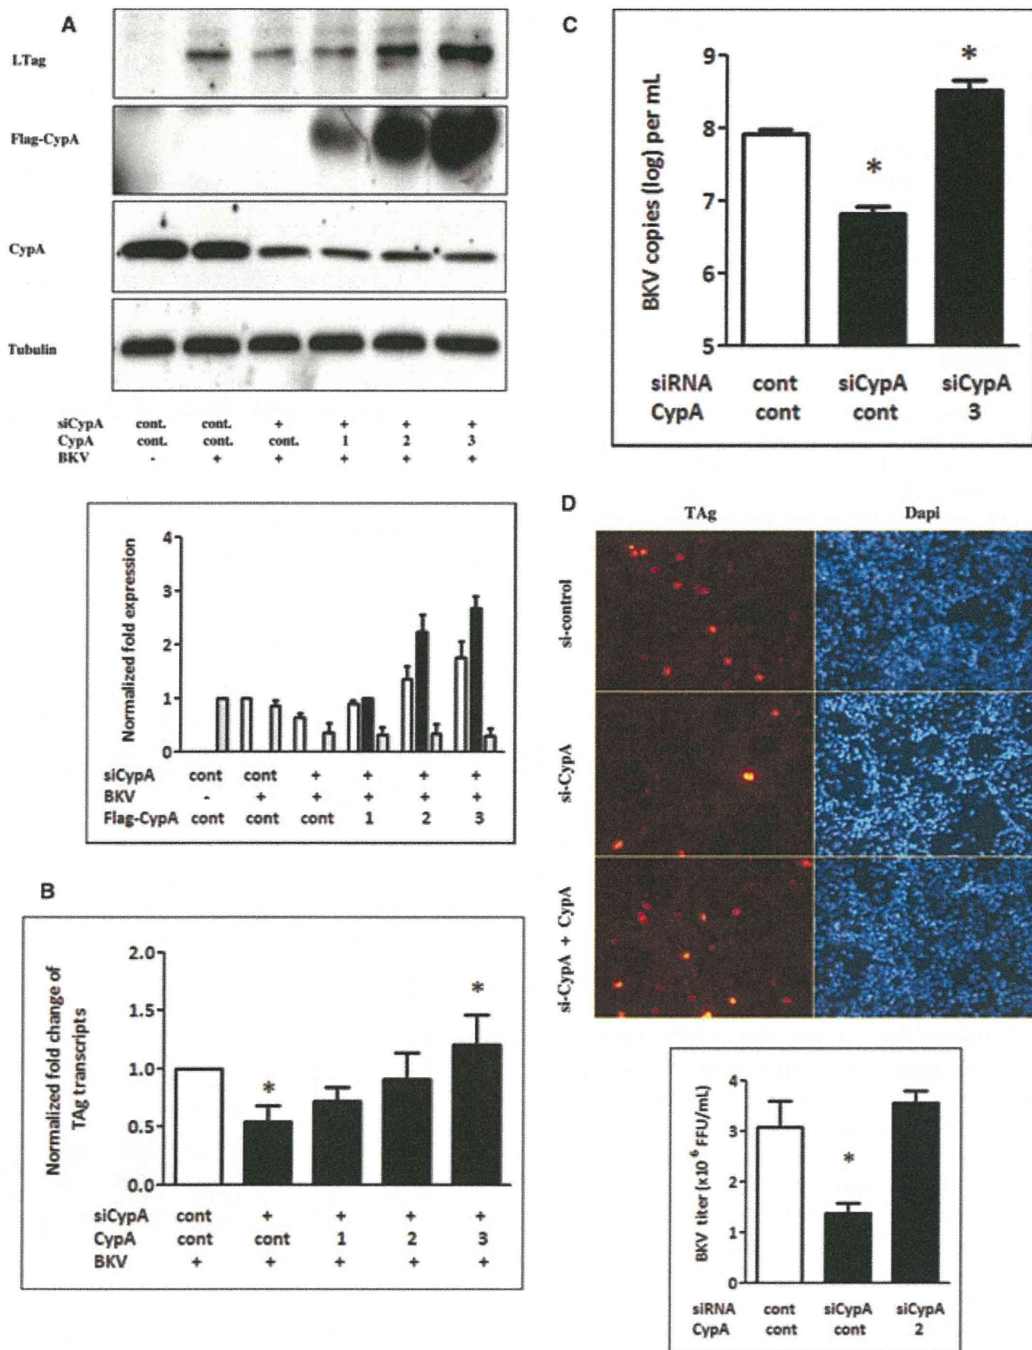 A
LTag
Flag-CypA
CypA
Tubulin
siCypA cont. cont. + + + +
CypA cont. cont. cont. 1 2 3
BKV - + + + + +
Normalized fold expression
4
3
2
1
0
siCypA cont cont + + + +
BKV - + + + + +
Flag-CypA cont cont cont 1 2 3
B
Normalized fold change of
TAg transcripts
2.0
1.5
1.0
0.5
0.0
*
*
siCypA cont + + + +
CypA cont cont 1 2 3
BKV + + + + +
C
BKV copies (log) per mL
9
8
7
6
5
*
*
siRNA cont siCypA siCypA
CypA cont cont 3
D
TAg Dapi
si-control
si-CypA
si-CypA + CypA
BKV titer (x10⁶ FFU/mL)
4
3
2
1
0
*
siRNA cont siCypA siCypA
CypA cont cont 2